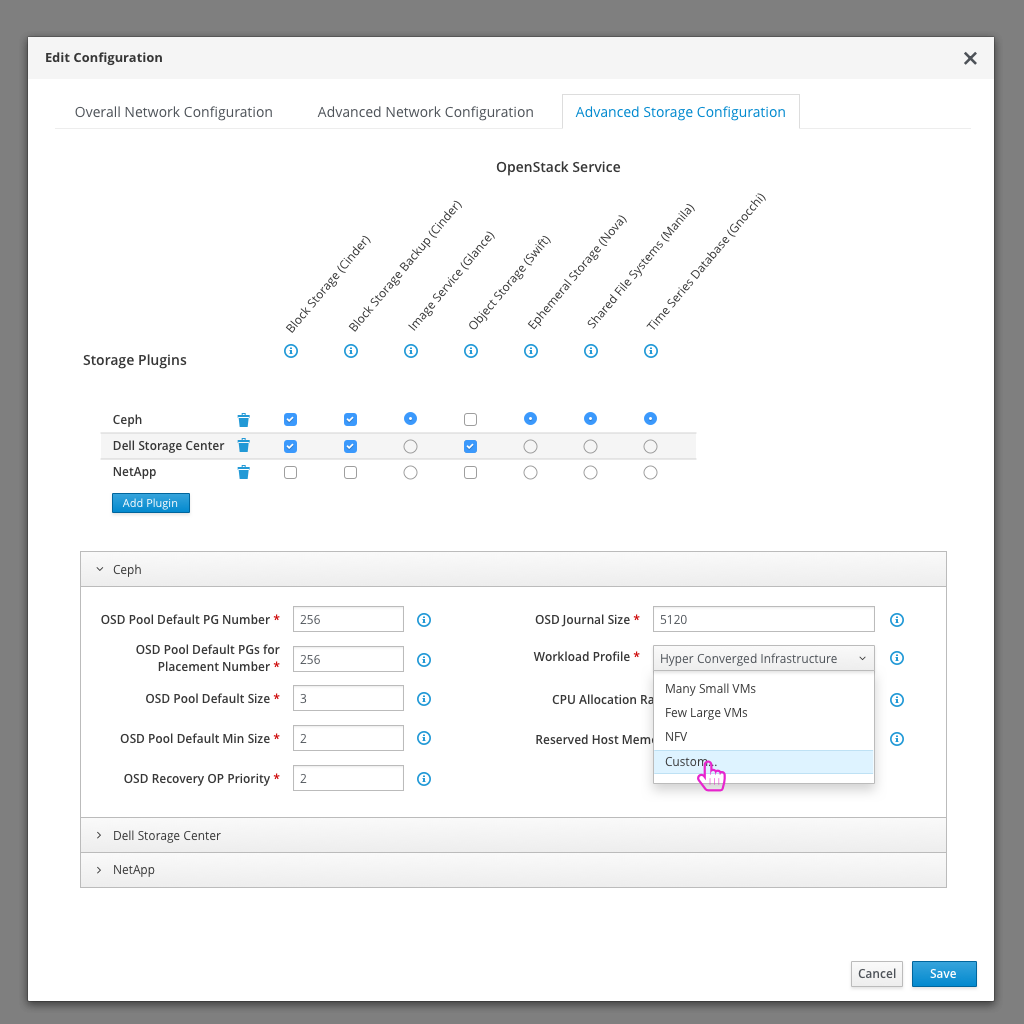 Edit Configuration
Overall Network Configuration
Advanced Network Configuration
Advanced Storage Configuration
OpenStack Service
Block Storage (Cinder)
Block Storage Backup (Cinder)
Image Service (Glance)
Object Storage (Swift)
Ephemeral Storage (Nova)
Shared File Systems (Manila)
Time Series Database (Gnocchi)
Storage Plugins
Ceph
Dell Storage Center
NetApp
Add Plugin
Ceph
OSD Pool Default PG Number *
256
OSD Journal Size *
5120
OSD Pool Default PGs for
Placement Number *
256
Workload Profile *
Hyper Converged Infrastructure
Many Small VMs
Few Large VMs
NFV
Custom...
OSD Pool Default Size *
3
CPU Allocation Ra
OSD Pool Default Min Size *
2
Reserved Host Memo
OSD Recovery OP Priority *
2
Dell Storage Center
NetApp
Cancel
Save